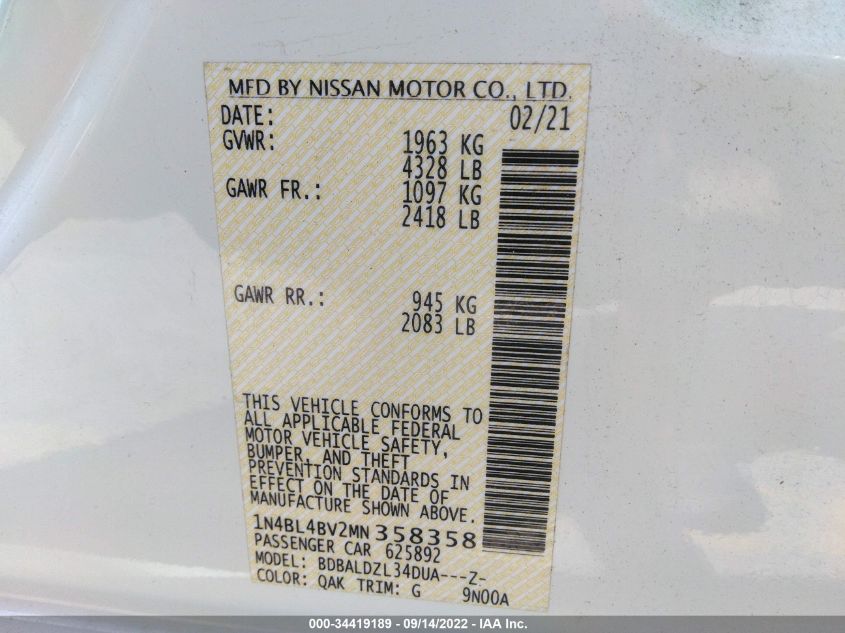 MFD BY NISSAN MOTOR CO., LTD.
DATE: 02/21
GVWR: 1963 KG
4328 LB
GAWR FR.: 1097 KG
2418 LB
GAWR RR.: 945 KG
2083 LB
THIS VEHICLE CONFORMS TO
ALL APPLICABLE FEDERAL
MOTOR VEHICLE SAFETY,
BUMPER, AND THEFT
PREVENTION STANDARDS IN
EFFECT ON THE DATE OF
MANUFACTURE SHOWN ABOVE.
1N4BL4BV2MN358358
PASSENGER CAR 625892
MODEL: BDBALDZL34DUA---Z-
COLOR: QAK TRIM: G 9N00A
000-34419189 - 09/14/2022 - IAA Inc.